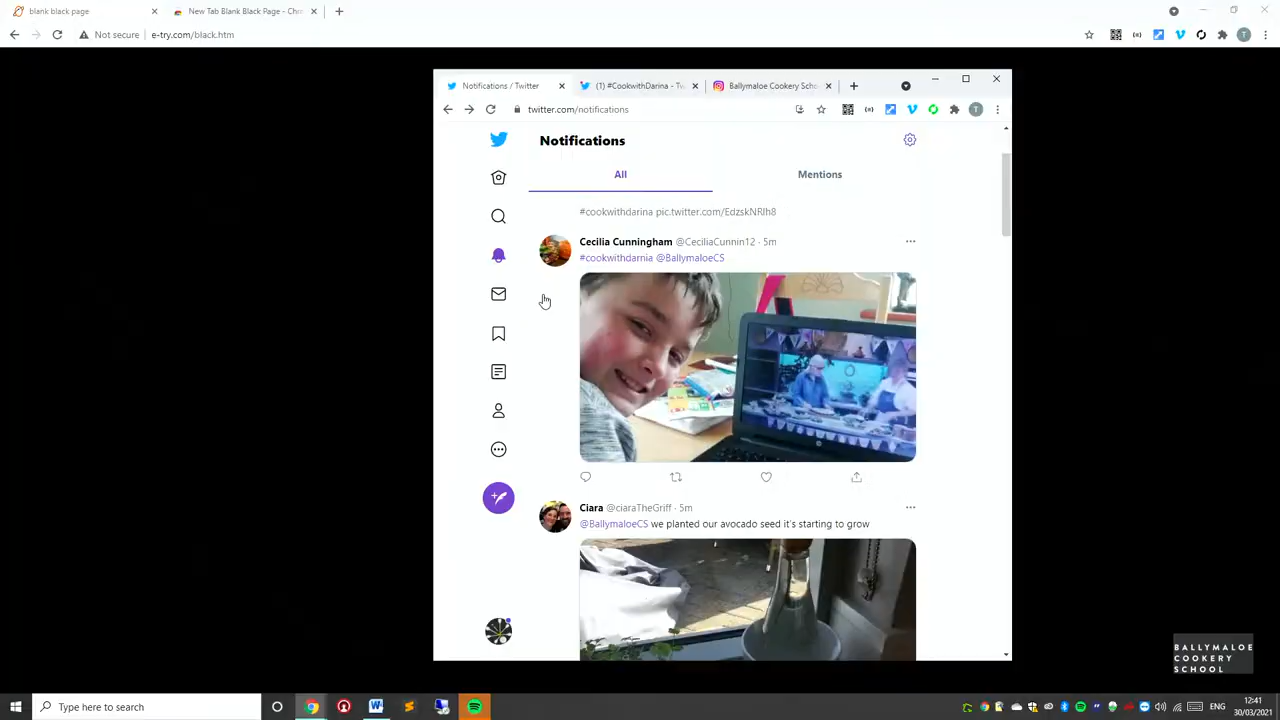 blank black page
New Tab Blank Black Page - Chr
Not secure
e-try.com/black.htm
T
Notifications / Twitter
(1) #CookwithDarina - Tw
Ballymaloe Cookery Scho
twitter.com/notifications
T
Notifications
All
Mentions
#cookwithdarina pic.twitter.com/EdzskNRlh8
Cecilia Cunningham @CeciliaCunnin12 · 5m
#cookwithdarnia @BallymaloeCS
Ciara @ciaraTheGriff · 5m
@BallymaloeCS we planted our avocado seed it's starting to grow
BALLYMALOE
COOKERY
SCHOOL
Type here to search
12:41
30/03/2021